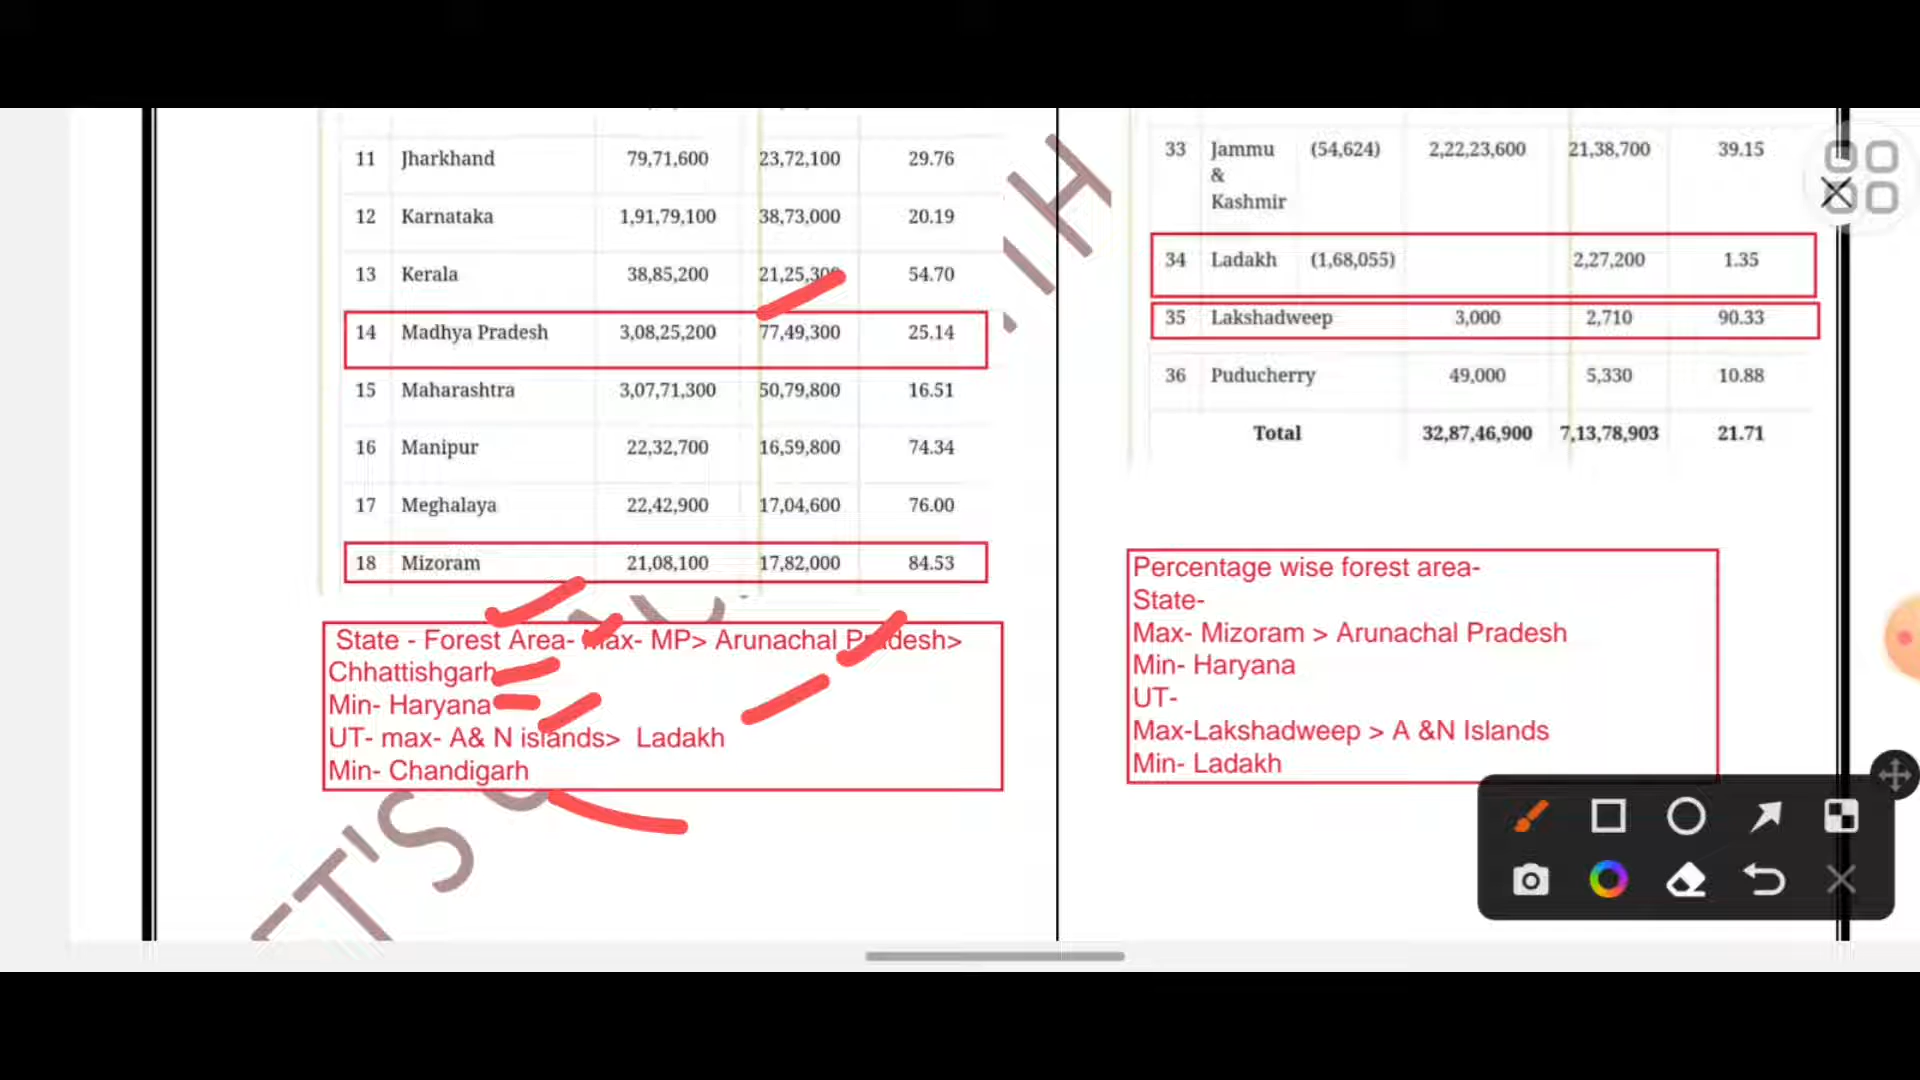 11 Jharkhand 79,71,600 23,72,100 29.76
12 Karnataka 1,91,79,100 38,73,000 20.19
13 Kerala 38,85,200 21,25,300 54.70
14 Madhya Pradesh 3,08,25,200 77,49,300 25.14
15 Maharashtra 3,07,71,300 50,79,800 16.51
16 Manipur 22,32,700 16,59,800 74.34
17 Meghalaya 22,42,900 17,04,600 76.00
18 Mizoram 21,08,100 17,82,000 84.53
State - Forest Area- Max- MP> Arunachal Pradesh>
Chhattishgarh
Min- Haryana
UT- max- A& N islands> Ladakh
Min- Chandigarh
33 Jammu (54,624) 2,22,23,600 21,38,700 39.15
&
Kashmir
34 Ladakh (1,68,055) 2,27,200 1.35
35 Lakshadweep 3,000 2,710 90.33
36 Puducherry 49,000 5,330 10.88
Total 32,87,46,900 7,13,78,903 21.71
Percentage wise forest area-
State-
Max- Mizoram > Arunachal Pradesh
Min- Haryana
UT-
Max-Lakshadweep > A &N Islands
Min- Ladakh